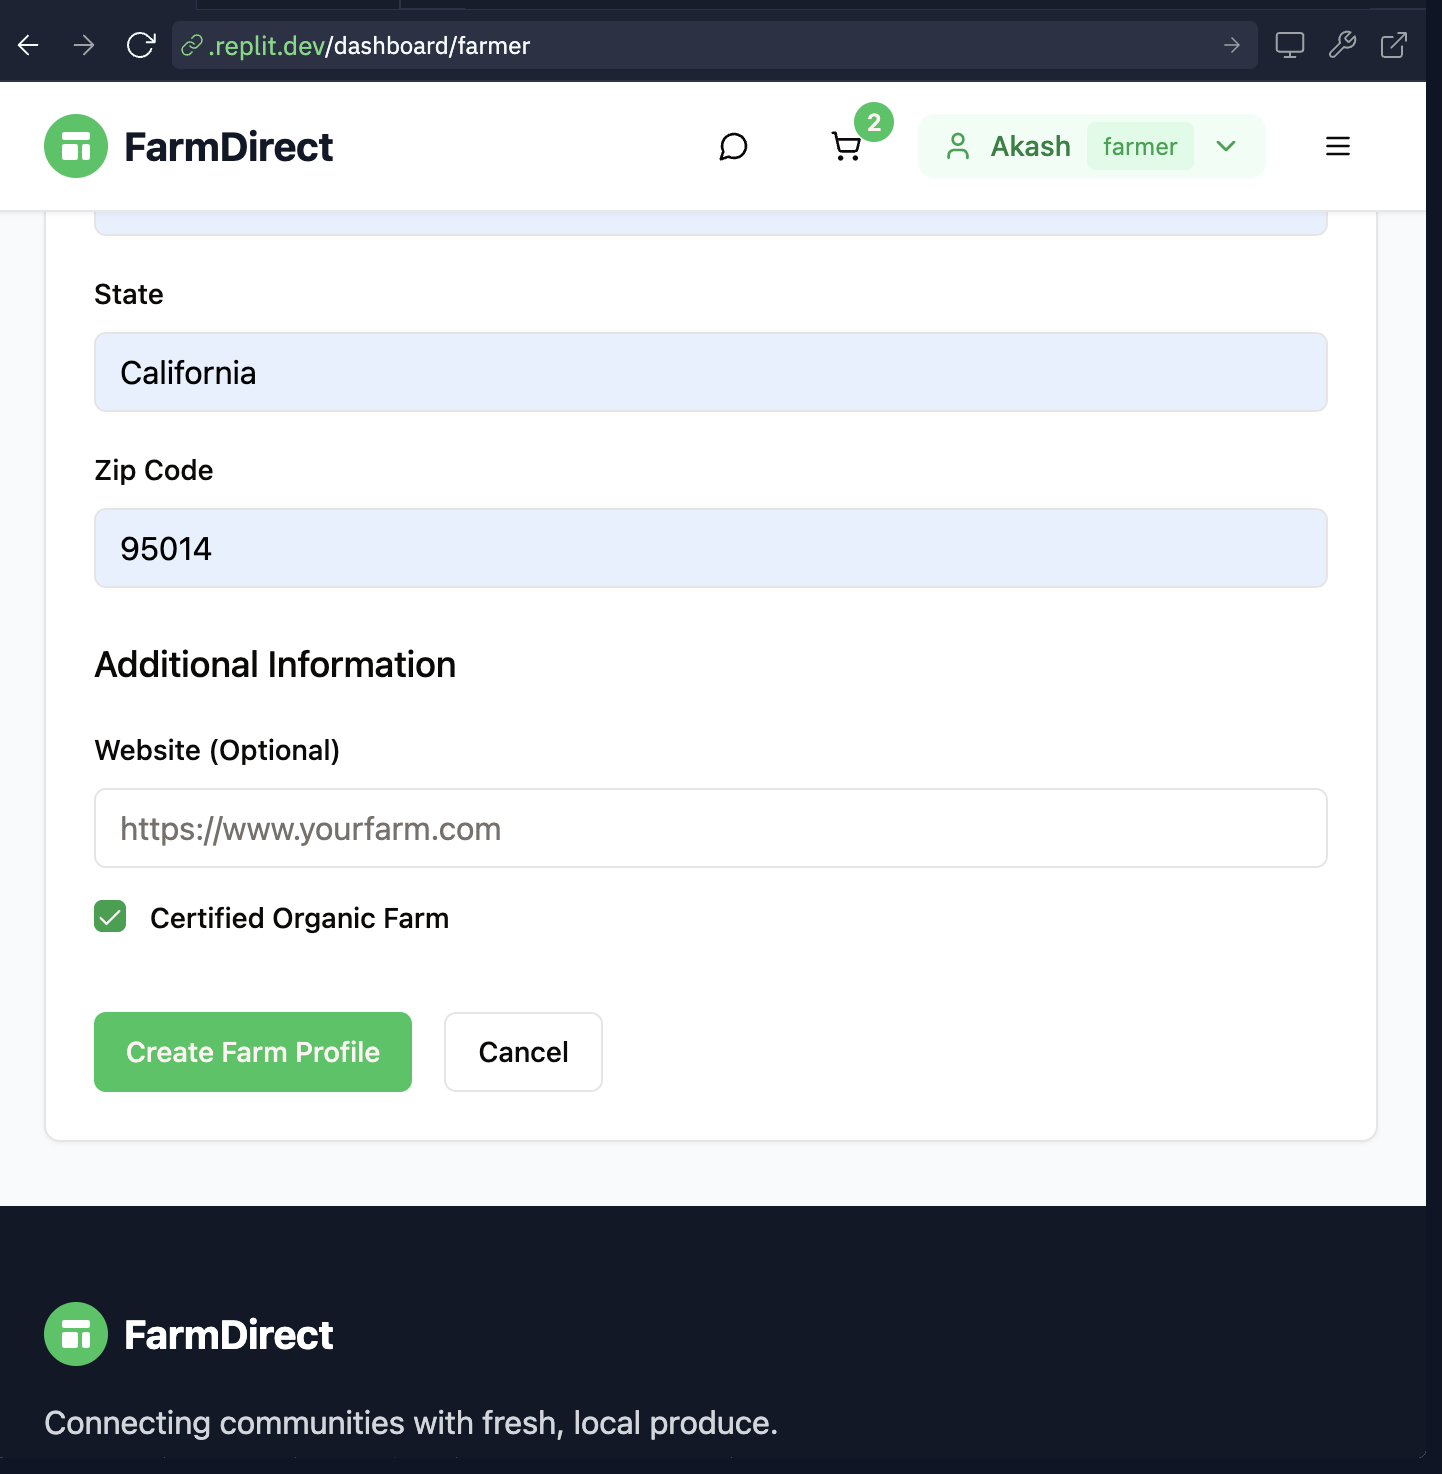 .replit.dev/dashboard/farmer
FarmDirect
2
Akash
farmer
State
California
Zip Code
95014
Additional Information
Website (Optional)
https://www.yourfarm.com
Certified Organic Farm
Create Farm Profile
Cancel
FarmDirect
Connecting communities with fresh, local produce.